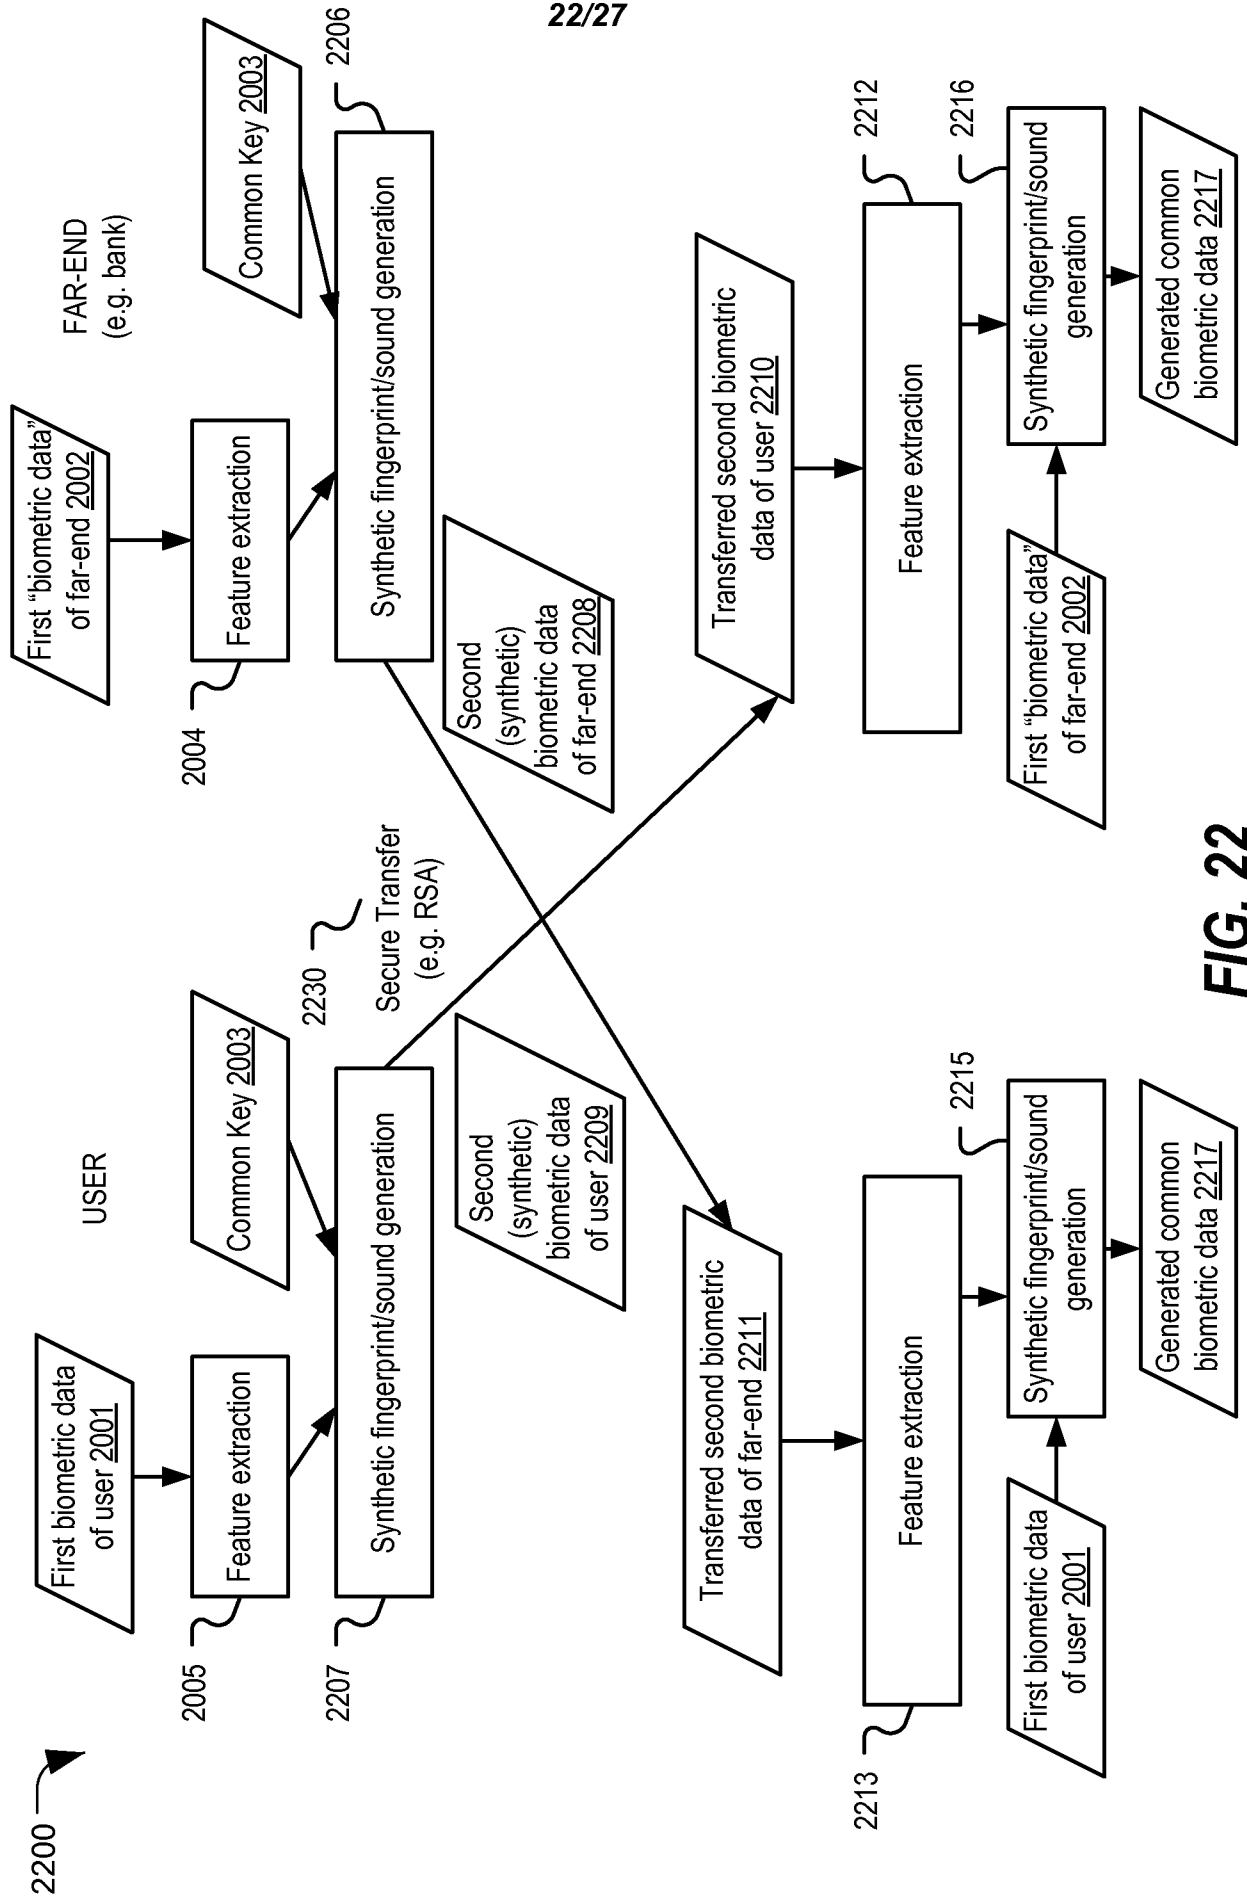 22/27
2200
USER
First biometric data
of user 2001
2005
Feature extraction
Common Key 2003
2207
Synthetic fingerprint/sound generation
Second
(synthetic)
biometric data
of user 2209
2230
Secure Transfer
(e.g. RSA)
FAR-END
(e.g. bank)
First “biometric data”
of far-end 2002
2004
Feature extraction
Common Key 2003
2206
Synthetic fingerprint/sound generation
Second
(synthetic)
biometric data
of far-end 2208
Transferred second biometric
data of far-end 2211
2213
Feature extraction
First biometric data
of user 2001
2215
Synthetic fingerprint/sound
generation
Generated common
biometric data 2217
Transferred second biometric
data of user 2210
2212
Feature extraction
First “biometric data”
of far-end 2002
2216
Synthetic fingerprint/sound
generation
Generated common
biometric data 2217
FIG. 22